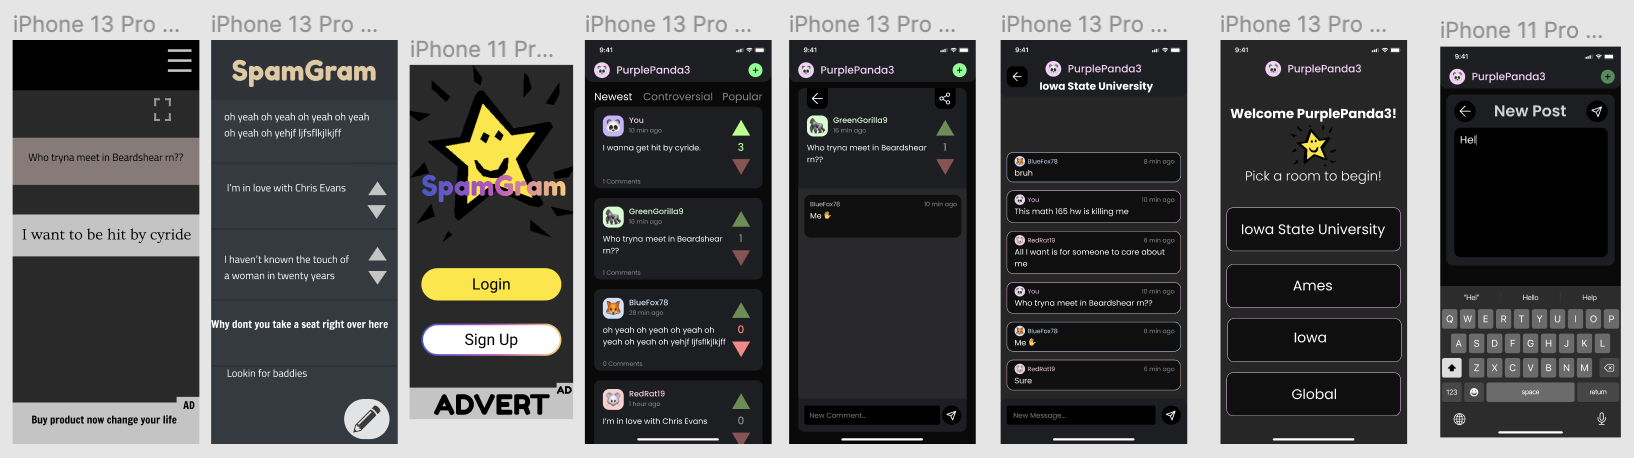 iPhone 13 Pro ...
Who tryna meet in Beardshear rn??
I want to be hit by cyride
AD
Buy product now change your life
iPhone 13 Pro ...
SpamGram
oh yeah oh yeah oh yeah oh yeah
oh yeah oh yehjf ljfsflkjlkjff
I'm in love with Chris Evans
I haven't known the touch of
a woman in twenty years
Why dont you take a seat right over here
Lookin for baddies
iPhone 11 Pr...
SpamGram
Login
Sign Up
AD
ADVERT
iPhone 13 Pro ...
9:41
PurplePanda3
Newest Controversial Popular
You
10 min ago
I wanna get hit by cyride.
3
1 Comments
GreenGorilla9
16 min ago
Who tryna meet in Beardshear
rn??
1
1 Comments
BlueFox78
28 min ago
oh yeah oh yeah oh yeah oh
yeah oh yeah oh yehjf ljfsflkjlkjff
0
0 Comments
RedRat19
1 hour ago
I'm in love with Chris Evans
0
iPhone 13 Pro ...
9:41
PurplePanda3
GreenGorilla9
16 min ago
Who tryna meet in Beardshear
rn??
1
BlueFox78 10 min ago
Me ✋
New Comment...
iPhone 13 Pro ...
9:41
PurplePanda3
Iowa State University
BlueFox78 8 min ago
bruh
You 10 min ago
This math 165 hw is killing me
RedRat19 6 min ago
All I want is for someone to care about
me
You 10 min ago
Who tryna meet in Beardshear rn??
BlueFox78 8 min ago
Me ✋
RedRat19 6 min ago
Sure
New Message...
iPhone 13 Pro ...
9:41
PurplePanda3
Welcome PurplePanda3!
Pick a room to begin!
Iowa State University
Ames
Iowa
Global
iPhone 11 Pro ...
9:41
PurplePanda3
New Post
Hel
"Hel" Hello Help
Q W E R T Y U I O P
A S D F G H J K L
Z X C V B N M
123 space return